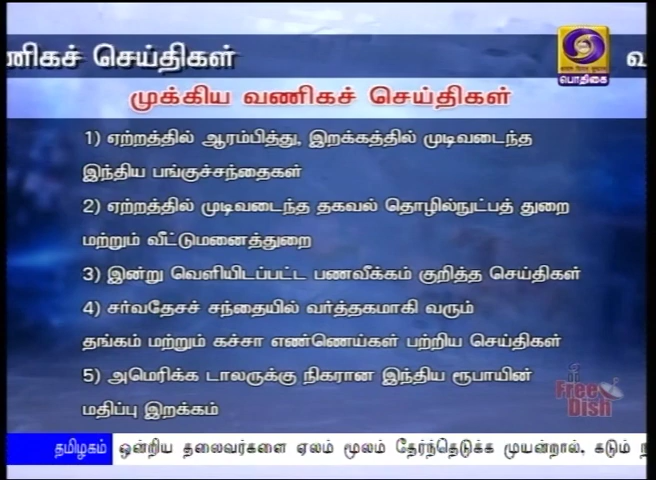 ணிகச் செய்திகள்
பொதிகை
முக்கிய வணிகச் செய்திகள்
1) ஏற்றத்தில் ஆரம்பித்து, இறக்கத்தில் முடிவடைந்த
இந்திய பங்குச்சந்தைகள்
2) ஏற்றத்தில் முடிவடைந்த தகவல் தொழில்நுட்பத் துறை
மற்றும் வீட்டுமனைத்துறை
3) இன்று வெளியிடப்பட்ட பணவீக்கம் குறித்த செய்திகள்
4) சர்வதேசச் சந்தையில் வர்த்தகமாகி வரும்
தங்கம் மற்றும் கச்சா எண்ணெய்கள் பற்றிய செய்திகள்
5) அமெரிக்க டாலருக்கு நிகரான இந்திய ரூபாயின்
மதிப்பு இறக்கம்
Free
Dish
தமிழகம் ஒன்றிய தலைவர்களை ஏலம் மூலம் தேர்ந்தெடுக்க முயன்றால், கடும்